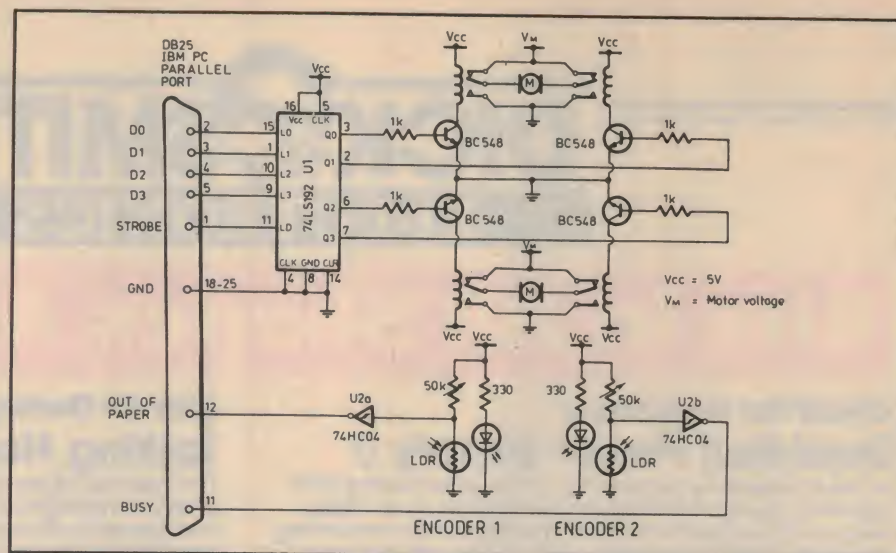 DB25
IBM PC
PARALLEL
PORT
D0
D1
D2
D3
STROBE
GND
OUT OF
PAPER
BUSY
2
3
4
5
1
18-25
12
11
Vcc
16 5
Vcc CLK
15 L0 Q0 3
1 L1 Q1 2
10 L2 Q2 6
9 L3 Q3 7
11 LD
U1
74LS192
CLK GND CLR
4 8 14
Vcc VM Vcc
M
1k 1k
BC548 BC548
1k 1k
BC548 BC548
VM
M
Vcc Vcc
Vcc = 5V
VM = Motor voltage
Vcc Vcc
50k 330 330 50k
U2a U2b
74HC04 74HC04
LDR LDR
ENCODER 1 ENCODER 2